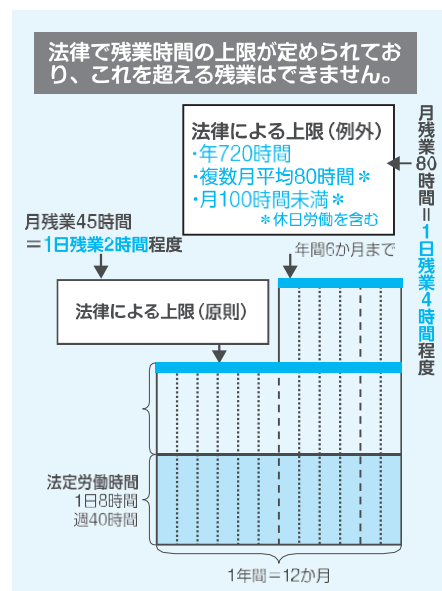 法律で残業時間の上限が定められてお
り、これを超える残業はできません。
法律による上限（例外）
・年720時間
・複数月平均80時間＊
・月100時間未満＊
＊休日労働を含む
月残業80時間＝1日残業4時間程度
月残業45時間
＝1日残業2時間程度
年間6か月まで
法律による上限（原則）
法定労働時間
1日8時間
週40時間
1年間＝12か月